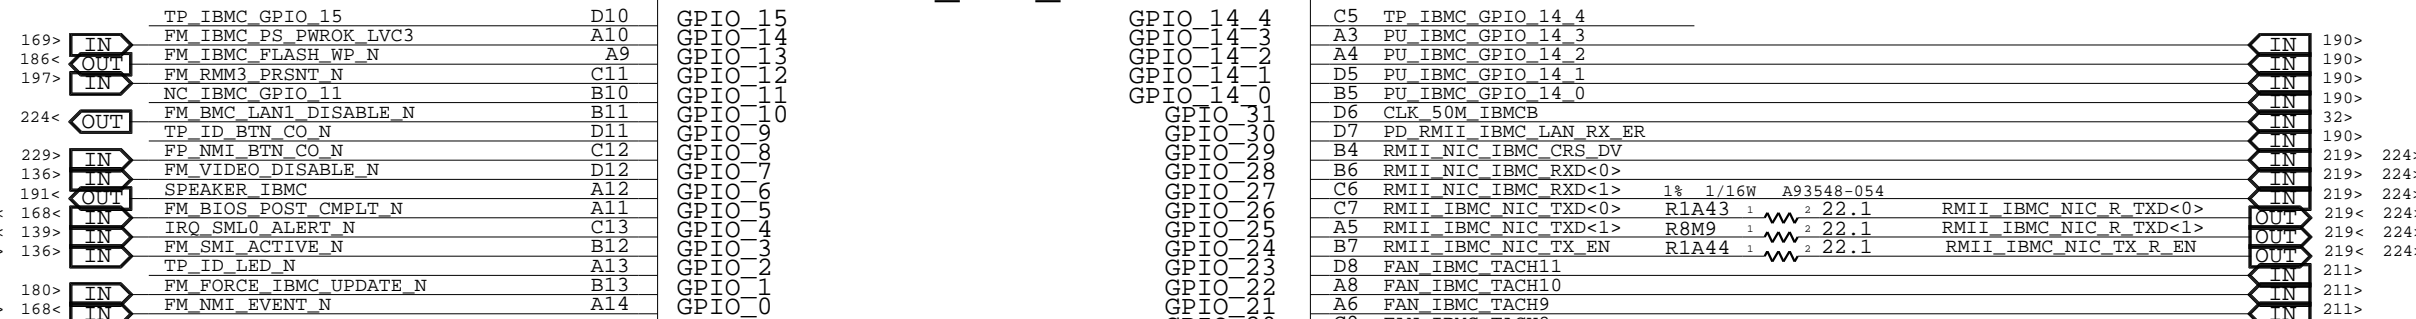 TP_IBMC_GPIO_15 D10 GPIO_15 GPIO_14_4 C5 TP_IBMC_GPIO_14_4
169> IN FM_IBMC_PS_PWROK_LVC3 A10 GPIO_14 GPIO_14_3 A3 PU_IBMC_GPIO_14_3 IN 190>
186< OUT FM_IBMC_FLASH_WP_N A9 GPIO_13 GPIO_14_2 A4 PU_IBMC_GPIO_14_2 IN 190>
197> IN FM_RMM3_PRSNT_N C11 GPIO_12 GPIO_14_1 D5 PU_IBMC_GPIO_14_1 IN 190>
NC_IBMC_GPIO_11 B10 GPIO_11 GPIO_14_0 B5 PU_IBMC_GPIO_14_0 IN 190>
224< OUT FM_BMC_LAN1_DISABLE_N B11 GPIO_10 GPIO_31 D6 CLK_50M_IBMCB IN 32>
TP_ID_BTN_CO_N D11 GPIO_9 GPIO_30 D7 PD_RMII_IBMC_LAN_RX_ER IN 190>
229> IN FP_NMI_BTN_CO_N C12 GPIO_8 GPIO_29 B4 RMII_NIC_IBMC_CRS_DV IN 219> 224>
136> IN FM_VIDEO_DISABLE_N D12 GPIO_7 GPIO_28 B6 RMII_NIC_IBMC_RXD<0> IN 219> 224>
191< OUT SPEAKER_IBMC A12 GPIO_6 GPIO_27 C6 RMII_NIC_IBMC_RXD<1> 1% 1/16W A93548-054 IN 219> 224>
< 168< IN FM_BIOS_POST_CMPLT_N A11 GPIO_5 GPIO_26 C7 RMII_IBMC_NIC_TXD<0> R1A43 1 2 22.1 RMII_IBMC_NIC_R_TXD<0> OUT 219< 224
< 139> IN IRQ_SML0_ALERT_N C13 GPIO_4 GPIO_25 A5 RMII_IBMC_NIC_TXD<1> R8M9 1 2 22.1 RMII_IBMC_NIC_R_TXD<1> OUT 219< 224
> 136> IN FM_SMI_ACTIVE_N B12 GPIO_3 GPIO_24 B7 RMII_IBMC_NIC_TX_EN R1A44 1 2 22.1 RMII_IBMC_NIC_TX_R_EN OUT 219< 224
TP_ID_LED_N A13 GPIO_2 GPIO_23 D8 FAN_IBMC_TACH11 IN 211>
180> IN FM_FORCE_IBMC_UPDATE_N B13 GPIO_1 GPIO_22 A8 FAN_IBMC_TACH10 IN 211>
> 168< IN FM_NMI_EVENT_N A14 GPIO_0 GPIO_21 A6 FAN_IBMC_TACH9 IN 211>